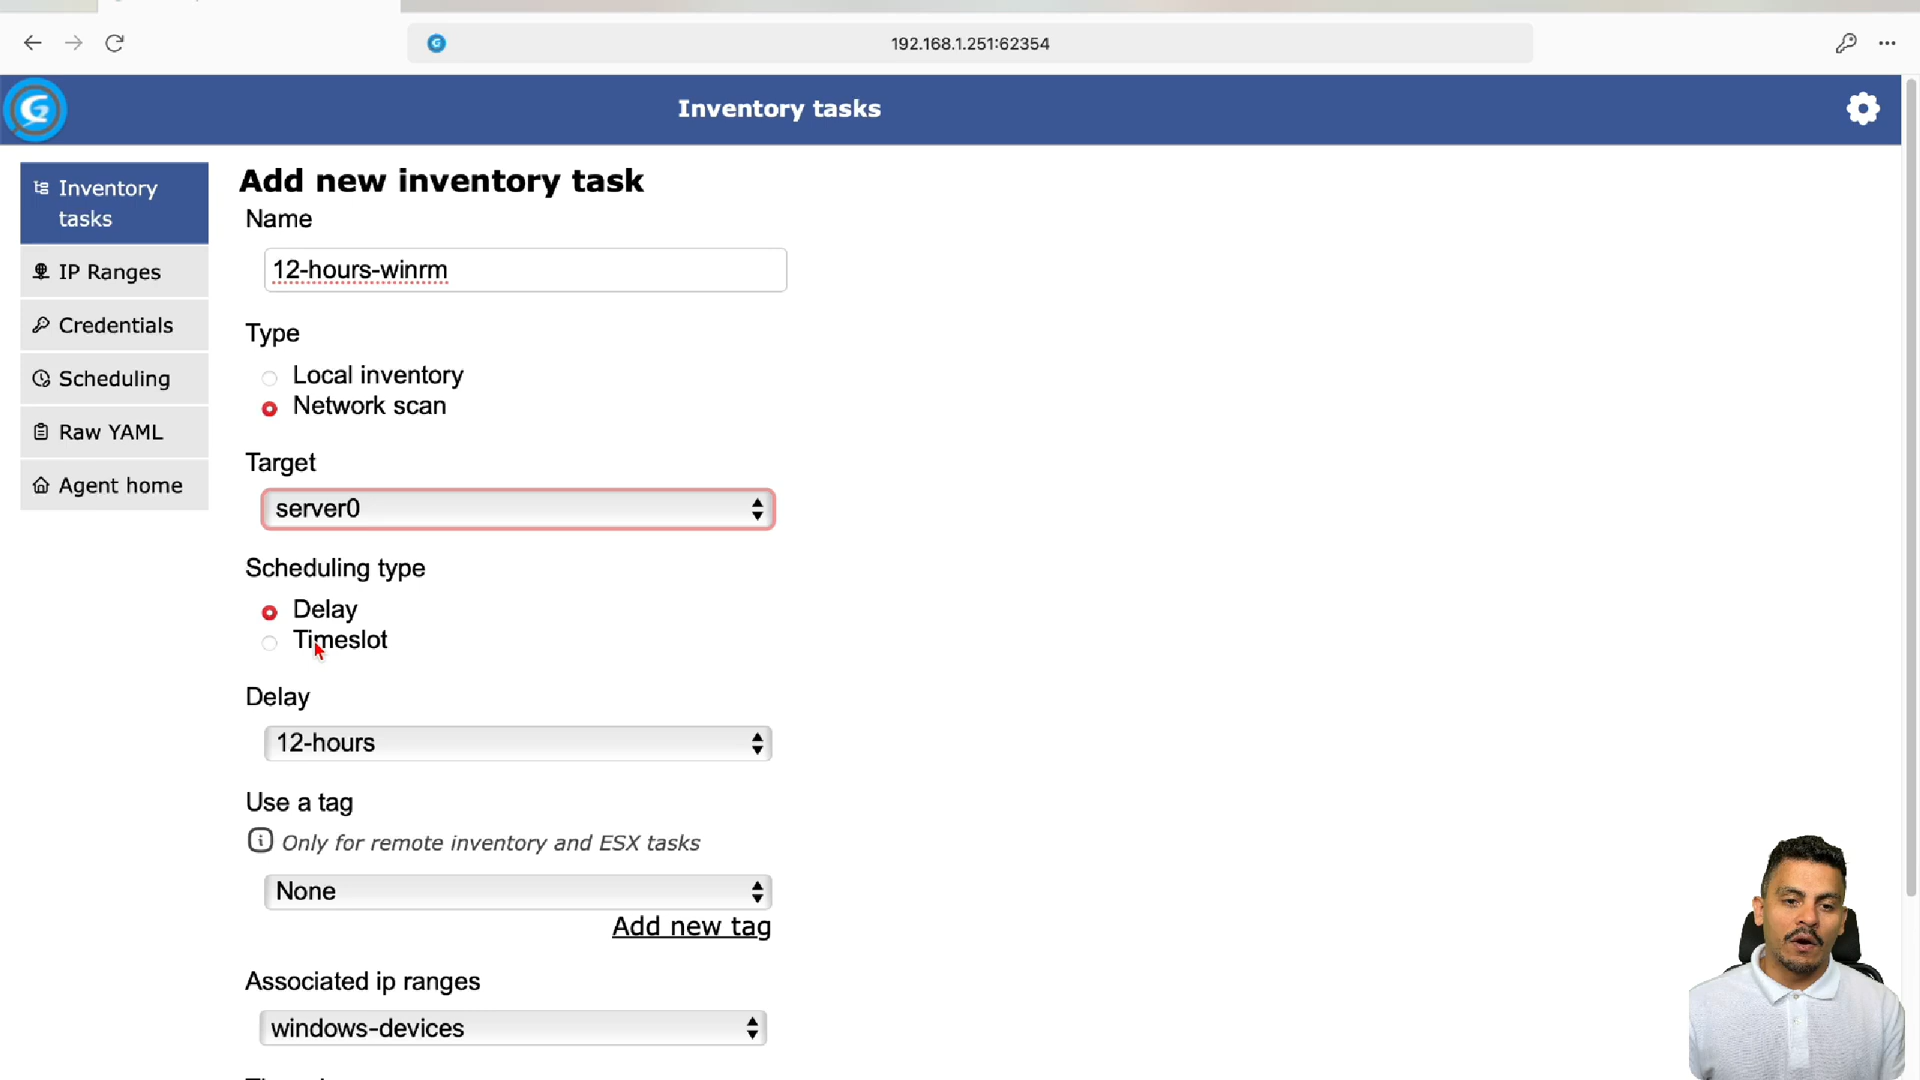 192.168.1.251:62354
Inventory tasks
Inventory
tasks
IP Ranges
Credentials
Scheduling
Raw YAML
Agent home
Add new inventory task
Name
12-hours-winrm
Type
Local inventory
Network scan
Target
server0
Scheduling type
Delay
Timeslot
Delay
12-hours
Use a tag
Only for remote inventory and ESX tasks
None
Add new tag
Associated ip ranges
windows-devices